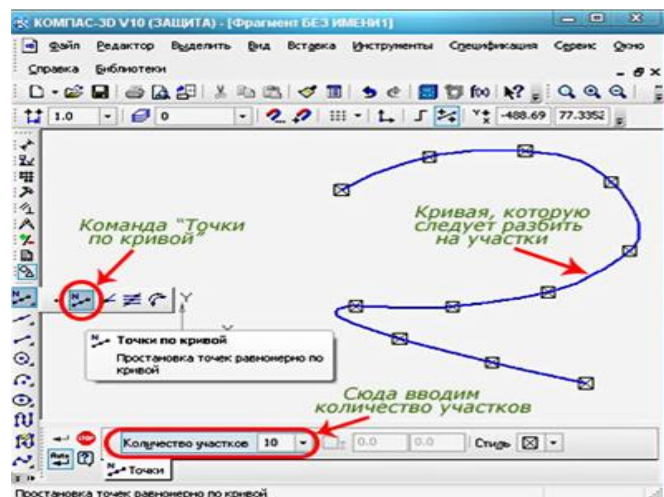 КОМПАС-3D V10 (ЗАЩИТА) - [Фрагмент БЕЗ ИМЕНИ1]
Файл Редактор Выделить Вид Вставка Инструменты Спецификация Сервис Окно
Справка Библиотеки
1.0 0 -488.69 77.3352
Команда "Точки
по кривой"
Кривая, которую
следует разбить
на участки
Y
Точки по кривой
Простановка точек равномерно по
кривой
Сюда вводим
количество участков
Количество участков 10 0.0 0.0 Стиль
Точки
Простановка точек равномерно по кривой